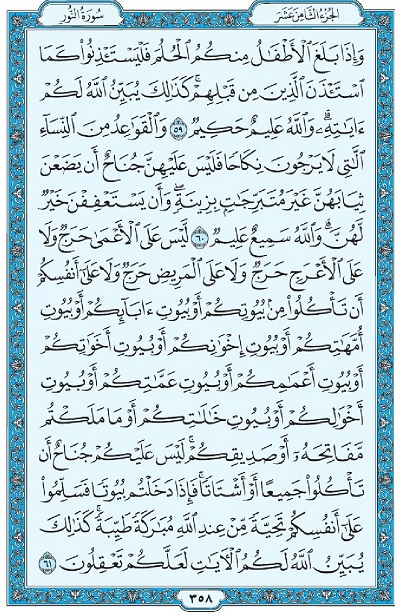 الجزء الثامن عشر
سورة النور
وَإِذَا بَلَغَ ٱلْأَطْفَٰلُ مِنكُمُ ٱلْحُلُمَ فَلْيَسْتَـْٔذِنُوا۟ كَمَا
ٱسْتَـْٔذَنَ ٱلَّذِينَ مِن قَبْلِهِمْ ۚ كَذَٰلِكَ يُبَيِّنُ ٱللَّهُ لَكُمْ
ءَايَٰتِهِۦ ۗ وَٱللَّهُ عَلِيمٌ حَكِيمٌ ٥٩ وَٱلْقَوَٰعِدُ مِنَ ٱلنِّسَآءِ
ٱلَّٰتِى لَا يَرْجُونَ نِكَاحًا فَلَيْسَ عَلَيْهِنَّ جُنَاحٌ أَن يَضَعْنَ
ثِيَابَهُنَّ غَيْرَ مُتَبَرِّجَٰتٍۭ بِزِينَةٍ ۖ وَأَن يَسْتَعْفِفْنَ خَيْرٌ
لَّهُنَّ ۗ وَٱللَّهُ سَمِيعٌ عَلِيمٌ ٦٠ لَّيْسَ عَلَى ٱلْأَعْمَىٰ حَرَجٌ وَلَا
عَلَى ٱلْأَعْرَجِ حَرَجٌ وَلَا عَلَى ٱلْمَرِيضِ حَرَجٌ وَلَا عَلَىٰٓ أَنفُسِكُمْ
أَن تَأْكُلُوا۟ مِنۢ بُيُوتِكُمْ أَوْ بُيُوتِ ءَابَآئِكُمْ أَوْ بُيُوتِ
أُمَّهَٰتِكُمْ أَوْ بُيُوتِ إِخْوَٰنِكُمْ أَوْ بُيُوتِ أَخَوَٰتِكُمْ
أَوْ بُيُوتِ أَعْمَٰمِكُمْ أَوْ بُيُوتِ عَمَّٰتِكُمْ أَوْ بُيُوتِ
أَخْوَٰلِكُمْ أَوْ بُيُوتِ خَٰلَٰتِكُمْ أَوْ مَا مَلَكْتُم
مَّفَاتِحَهُۥٓ أَوْ صَدِيقِكُمْ ۚ لَيْسَ عَلَيْكُمْ جُنَاحٌ أَن
تَأْكُلُوا۟ جَمِيعًا أَوْ أَشْتَاتًا ۚ فَإِذَا دَخَلْتُم بُيُوتًا فَسَلِّمُوا۟
عَلَىٰٓ أَنفُسِكُمْ تَحِيَّةً مِّنْ عِندِ ٱللَّهِ مُبَٰرَكَةً طَيِّبَةً ۚ كَذَٰلِكَ
يُبَيِّنُ ٱللَّهُ لَكُمُ ٱلْءَايَٰتِ لَعَلَّكُمْ تَعْقِلُونَ ٦١
٣٥٨